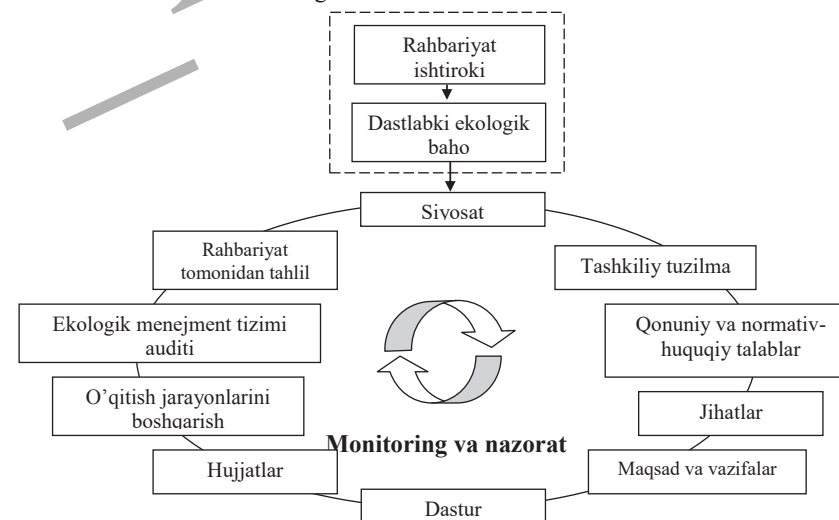 Rahbariyat
ishtiroki
Dastlabki ekologik
baho
Siyosat
Rahbariyat
tomonidan tahlil
Tashkiliy tuzilma
Ekologik menejment tizimi
auditi
Qonuniy va normativ-
huquqiy talablar
O’qitish jarayonlarini
boshqarish
Jihatlar
Monitoring va nazorat
Hujjatlar
Maqsad va vazifalar
Dastur